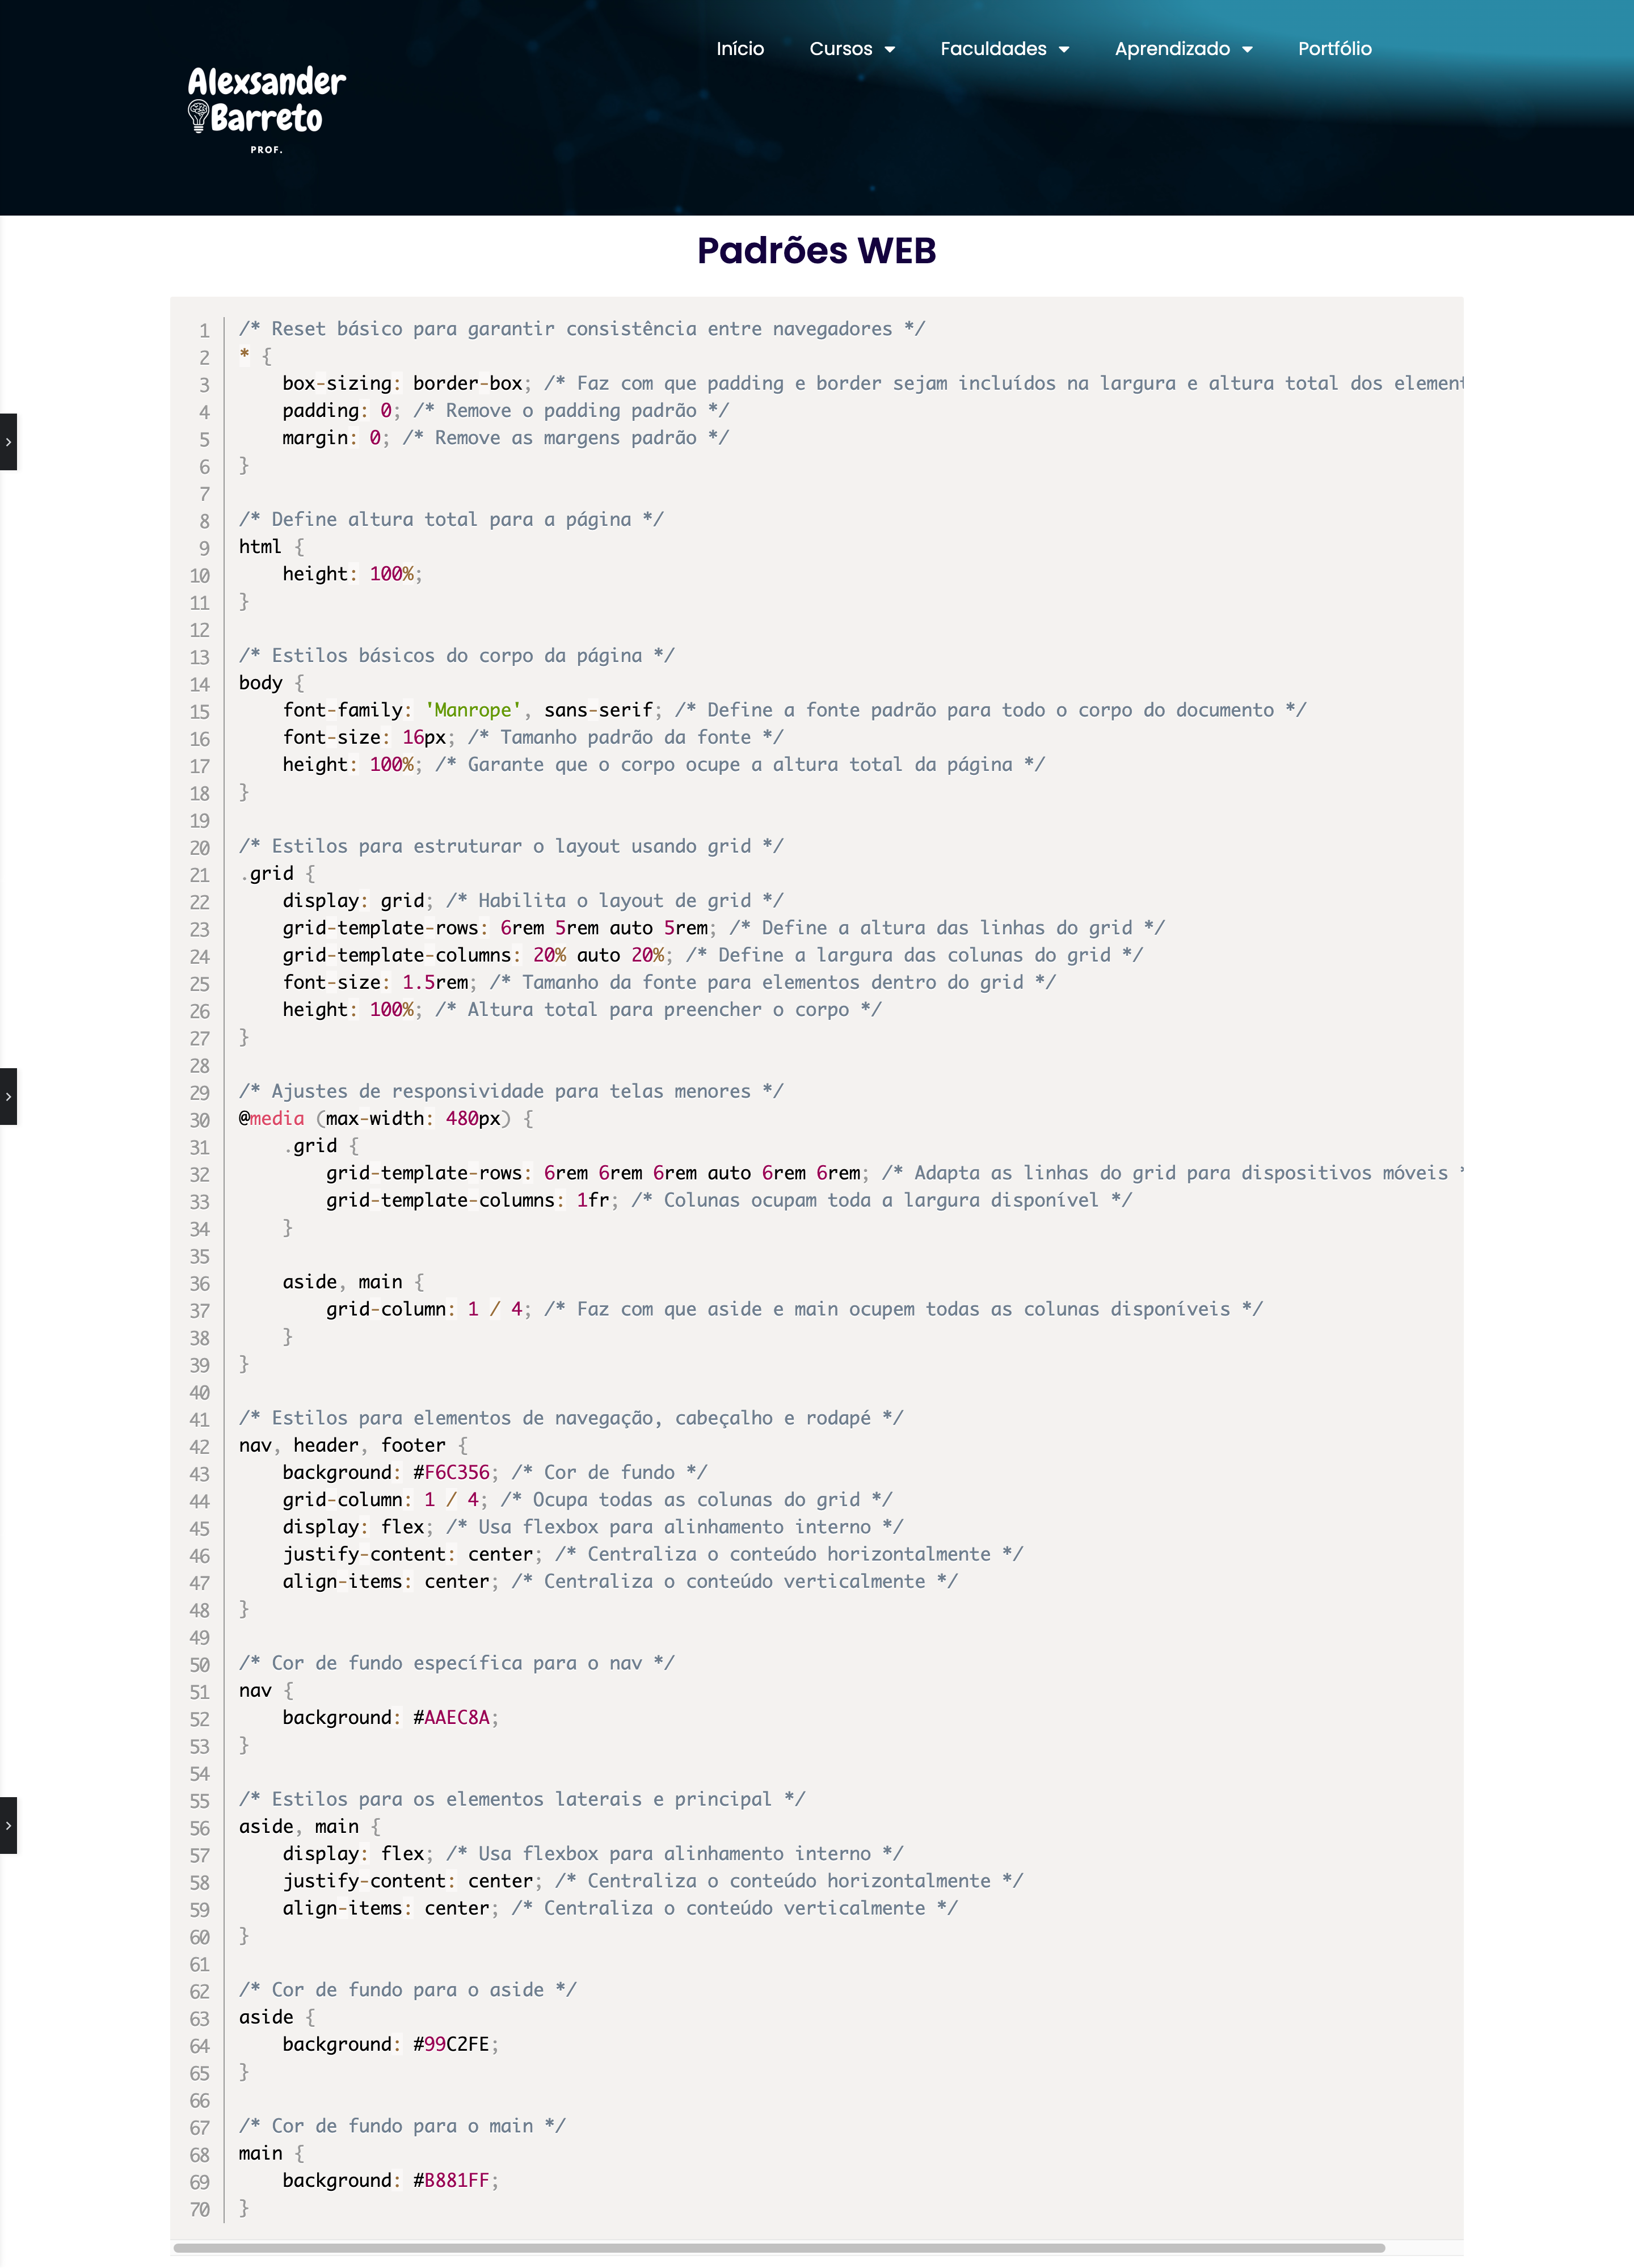 Início Cursos Faculdades Aprendizado Portfólio
Alexsander
Barreto
PROF.
Padrões WEB
1 /* Reset básico para garantir consistência entre navegadores */
2 * {
3     box-sizing: border-box; /* Faz com que padding e border sejam incluídos na largura e altura total dos element
4     padding: 0; /* Remove o padding padrão */
5     margin: 0; /* Remove as margens padrão */
6 }
7
8 /* Define altura total para a página */
9 html {
10     height: 100%;
11 }
12
13 /* Estilos básicos do corpo da página */
14 body {
15     font-family: 'Manrope', sans-serif; /* Define a fonte padrão para todo o corpo do documento */
16     font-size: 16px; /* Tamanho padrão da fonte */
17     height: 100%; /* Garante que o corpo ocupe a altura total da página */
18 }
19
20 /* Estilos para estruturar o layout usando grid */
21 .grid {
22     display: grid; /* Habilita o layout de grid */
23     grid-template-rows: 6rem 5rem auto 5rem; /* Define a altura das linhas do grid */
24     grid-template-columns: 20% auto 20%; /* Define a largura das colunas do grid */
25     font-size: 1.5rem; /* Tamanho da fonte para elementos dentro do grid */
26     height: 100%; /* Altura total para preencher o corpo */
27 }
28
29 /* Ajustes de responsividade para telas menores */
30 @media (max-width: 480px) {
31     .grid {
32         grid-template-rows: 6rem 6rem 6rem auto 6rem 6rem; /* Adapta as linhas do grid para dispositivos móveis *
33         grid-template-columns: 1fr; /* Colunas ocupam toda a largura disponível */
34     }
35
36     aside, main {
37         grid-column: 1 / 4; /* Faz com que aside e main ocupem todas as colunas disponíveis */
38     }
39 }
40
41 /* Estilos para elementos de navegação, cabeçalho e rodapé */
42 nav, header, footer {
43     background: #F6C356; /* Cor de fundo */
44     grid-column: 1 / 4; /* Ocupa todas as colunas do grid */
45     display: flex; /* Usa flexbox para alinhamento interno */
46     justify-content: center; /* Centraliza o conteúdo horizontalmente */
47     align-items: center; /* Centraliza o conteúdo verticalmente */
48 }
49
50 /* Cor de fundo específica para o nav */
51 nav {
52     background: #AAEC8A;
53 }
54
55 /* Estilos para os elementos laterais e principal */
56 aside, main {
57     display: flex; /* Usa flexbox para alinhamento interno */
58     justify-content: center; /* Centraliza o conteúdo horizontalmente */
59     align-items: center; /* Centraliza o conteúdo verticalmente */
60 }
61
62 /* Cor de fundo para o aside */
63 aside {
64     background: #99C2FE;
65 }
66
67 /* Cor de fundo para o main */
68 main {
69     background: #B881FF;
70 }